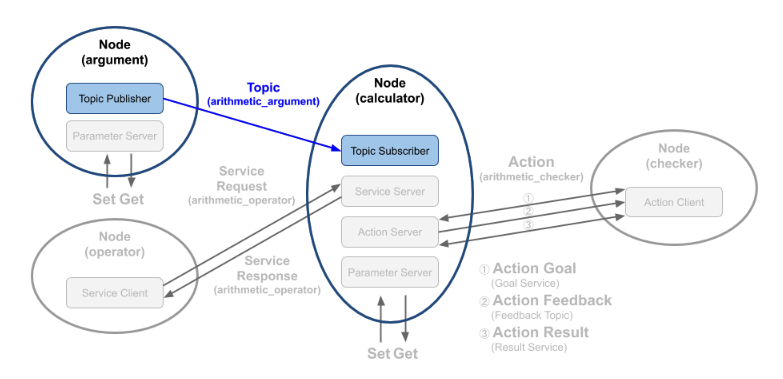 Node
(argument)
Topic Publisher
Parameter Server
Set Get
Topic
(arithmetic_argument)
Node
(calculator)
Topic Subscriber
Service Server
Action Server
Parameter Server
Set Get
Service
Request
(arithmetic_operator)
Node
(operator)
Service Client
Service
Response
(arithmetic_operator)
Action
(arithmetic_checker)
①
②
③
Node
(checker)
Action Client
① Action Goal
(Goal Service)
② Action Feedback
(Feedback Topic)
③ Action Result
(Result Service)